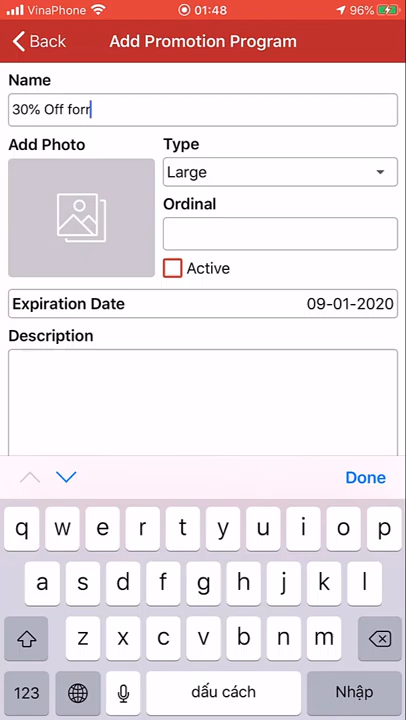 VinaPhone 01:48 96%
Back Add Promotion Program
Name
30% Off forr
Add Photo Type
Large
Ordinal
Active
Expiration Date 09-01-2020
Description
Done
q w e r t y u i o p
a s d f g h j k l
z x c v b n m
123 dấu cách Nhập